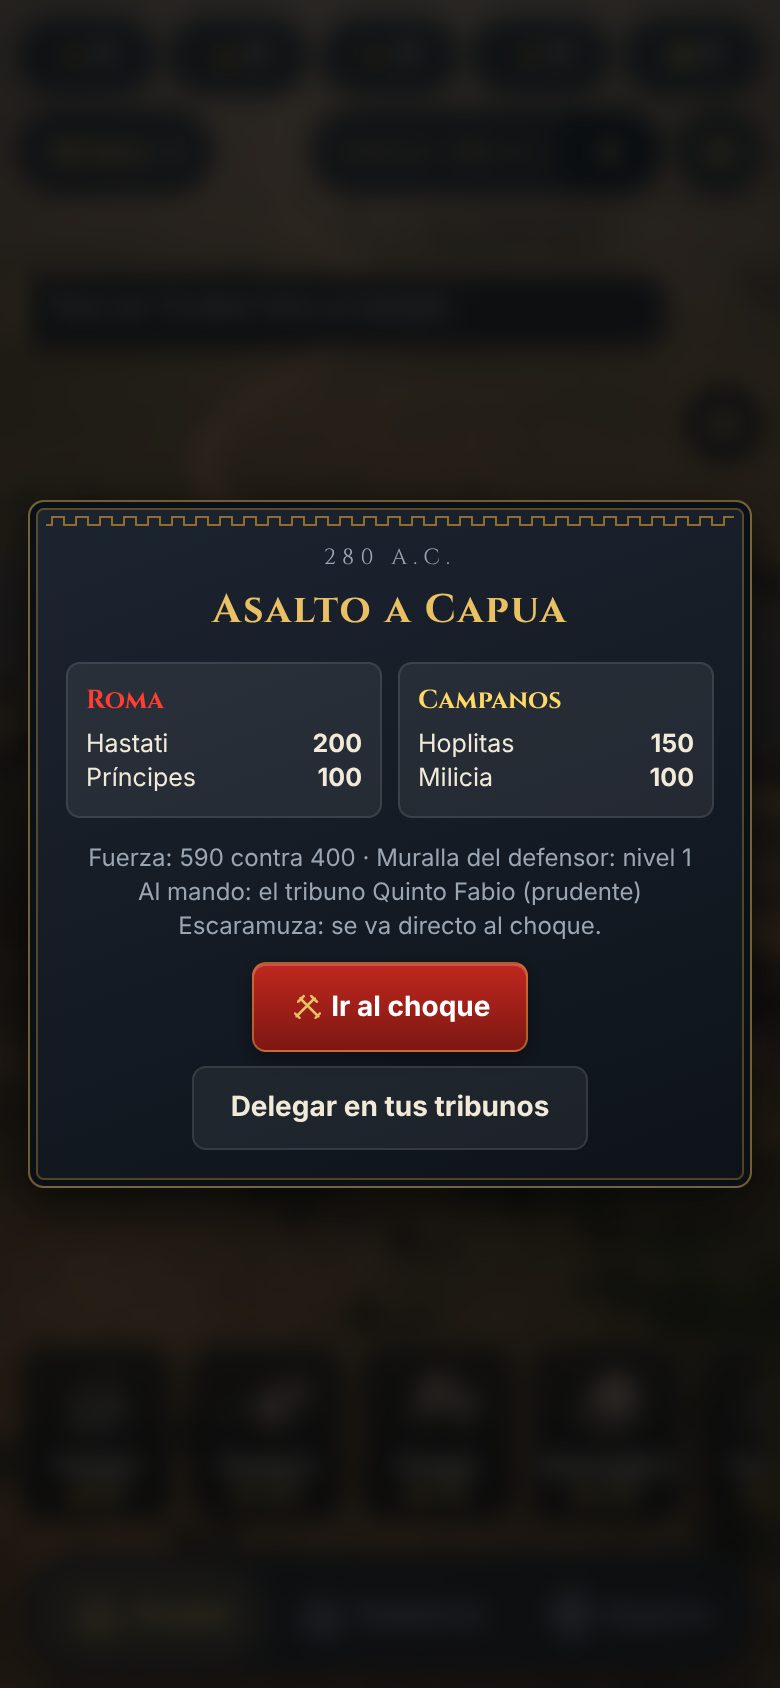 280 A.C.
Asalto a Capua
Roma
Hastati 200
Príncipes 100
Campanos
Hoplitas 150
Milicia 100
Fuerza: 590 contra 400 · Muralla del defensor: nivel 1
Al mando: el tribuno Quinto Fabio (prudente)
Escaramuza: se va directo al choque.
Ir al choque
Delegar en tus tribunos